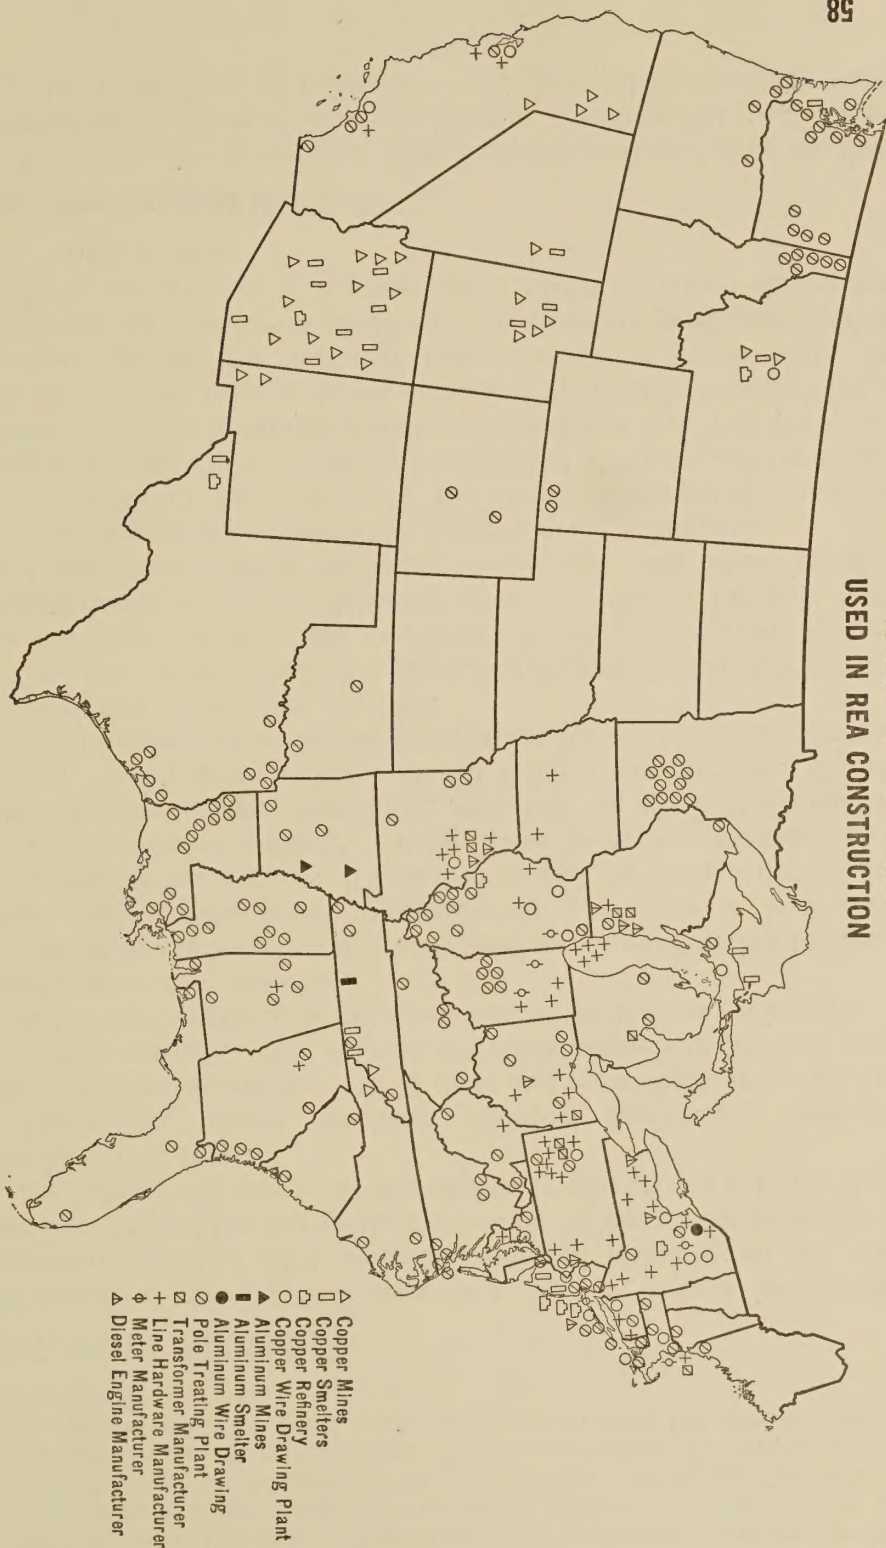 58
USED IN REA CONSTRUCTION
Copper Mines
Copper Smelters
Copper Refinery
Copper Wire Drawing Plant
Aluminum Mines
Aluminum Smelter
Aluminum Wire Drawing
Pole Treating Plant
Transformer Manufacturer
Line Hardware Manufacturer
Meter Manufacturer
Diesel Engine Manufacturer